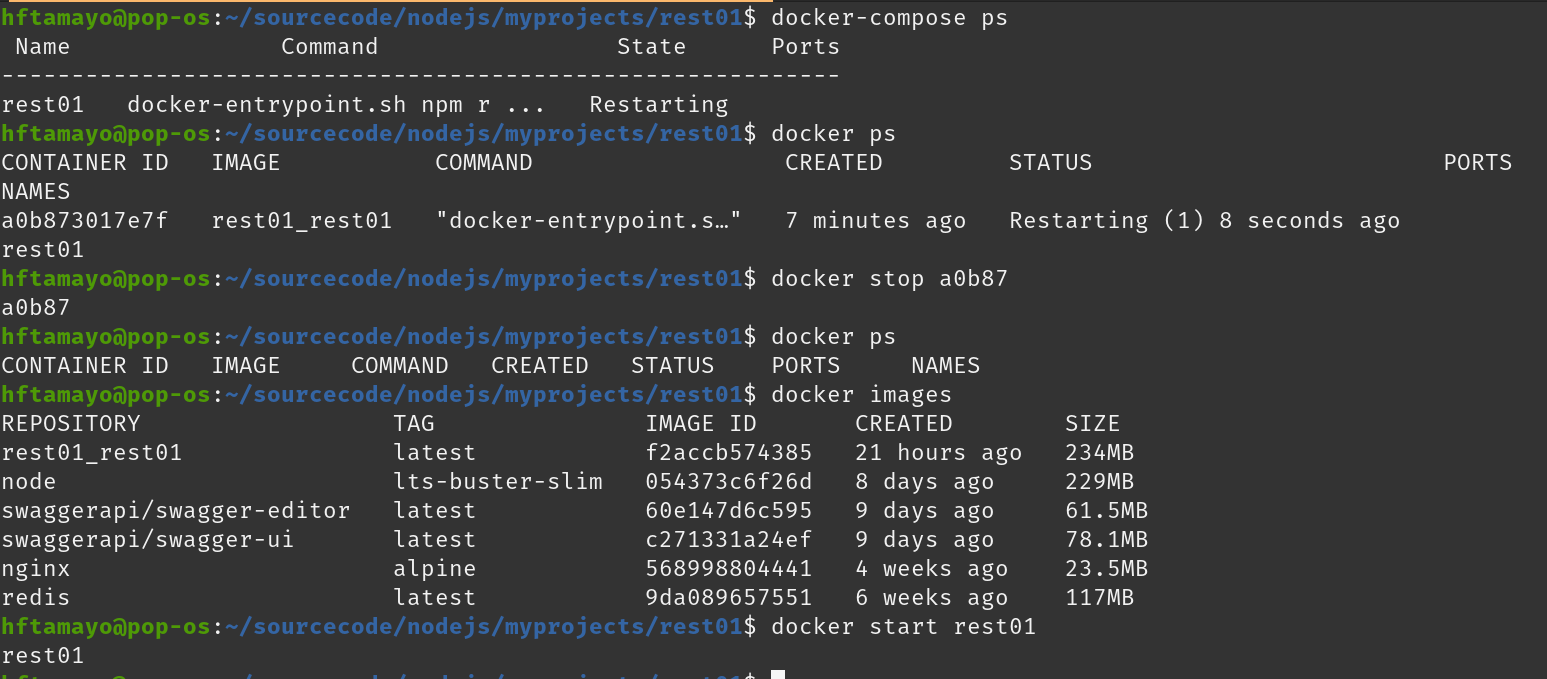 hftamayo@pop-os:~/sourcecode/nodejs/myprojects/rest01$ docker-compose ps
 Name               Command                 State      Ports
------------------------------------------------------------
rest01   docker-entrypoint.sh npm r ...   Restarting
hftamayo@pop-os:~/sourcecode/nodejs/myprojects/rest01$ docker ps
CONTAINER ID   IMAGE           COMMAND                  CREATED         STATUS                         PORTS
NAMES
a0b873017e7f   rest01_rest01   "docker-entrypoint.s…"   7 minutes ago   Restarting (1) 8 seconds ago
rest01
hftamayo@pop-os:~/sourcecode/nodejs/myprojects/rest01$ docker stop a0b87
a0b87
hftamayo@pop-os:~/sourcecode/nodejs/myprojects/rest01$ docker ps
CONTAINER ID   IMAGE     COMMAND   CREATED   STATUS    PORTS     NAMES
hftamayo@pop-os:~/sourcecode/nodejs/myprojects/rest01$ docker images
REPOSITORY                  TAG               IMAGE ID       CREATED        SIZE
rest01_rest01               latest            f2accb574385   21 hours ago   234MB
node                        lts-buster-slim   054373c6f26d   8 days ago     229MB
swaggerapi/swagger-editor   latest            60e147d6c595   9 days ago     61.5MB
swaggerapi/swagger-ui       latest            c271331a24ef   9 days ago     78.1MB
nginx                       alpine            568998804441   4 weeks ago    23.5MB
redis                       latest            9da089657551   6 weeks ago    117MB
hftamayo@pop-os:~/sourcecode/nodejs/myprojects/rest01$ docker start rest01
rest01